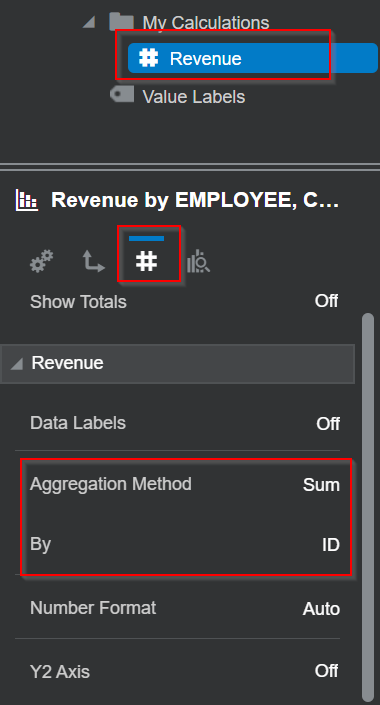 My Calculations
Revenue
Value Labels
Revenue by EMPLOYEE, C...
Show Totals Off
Revenue
Data Labels Off
Aggregation Method Sum
By ID
Number Format Auto
Y2 Axis Off